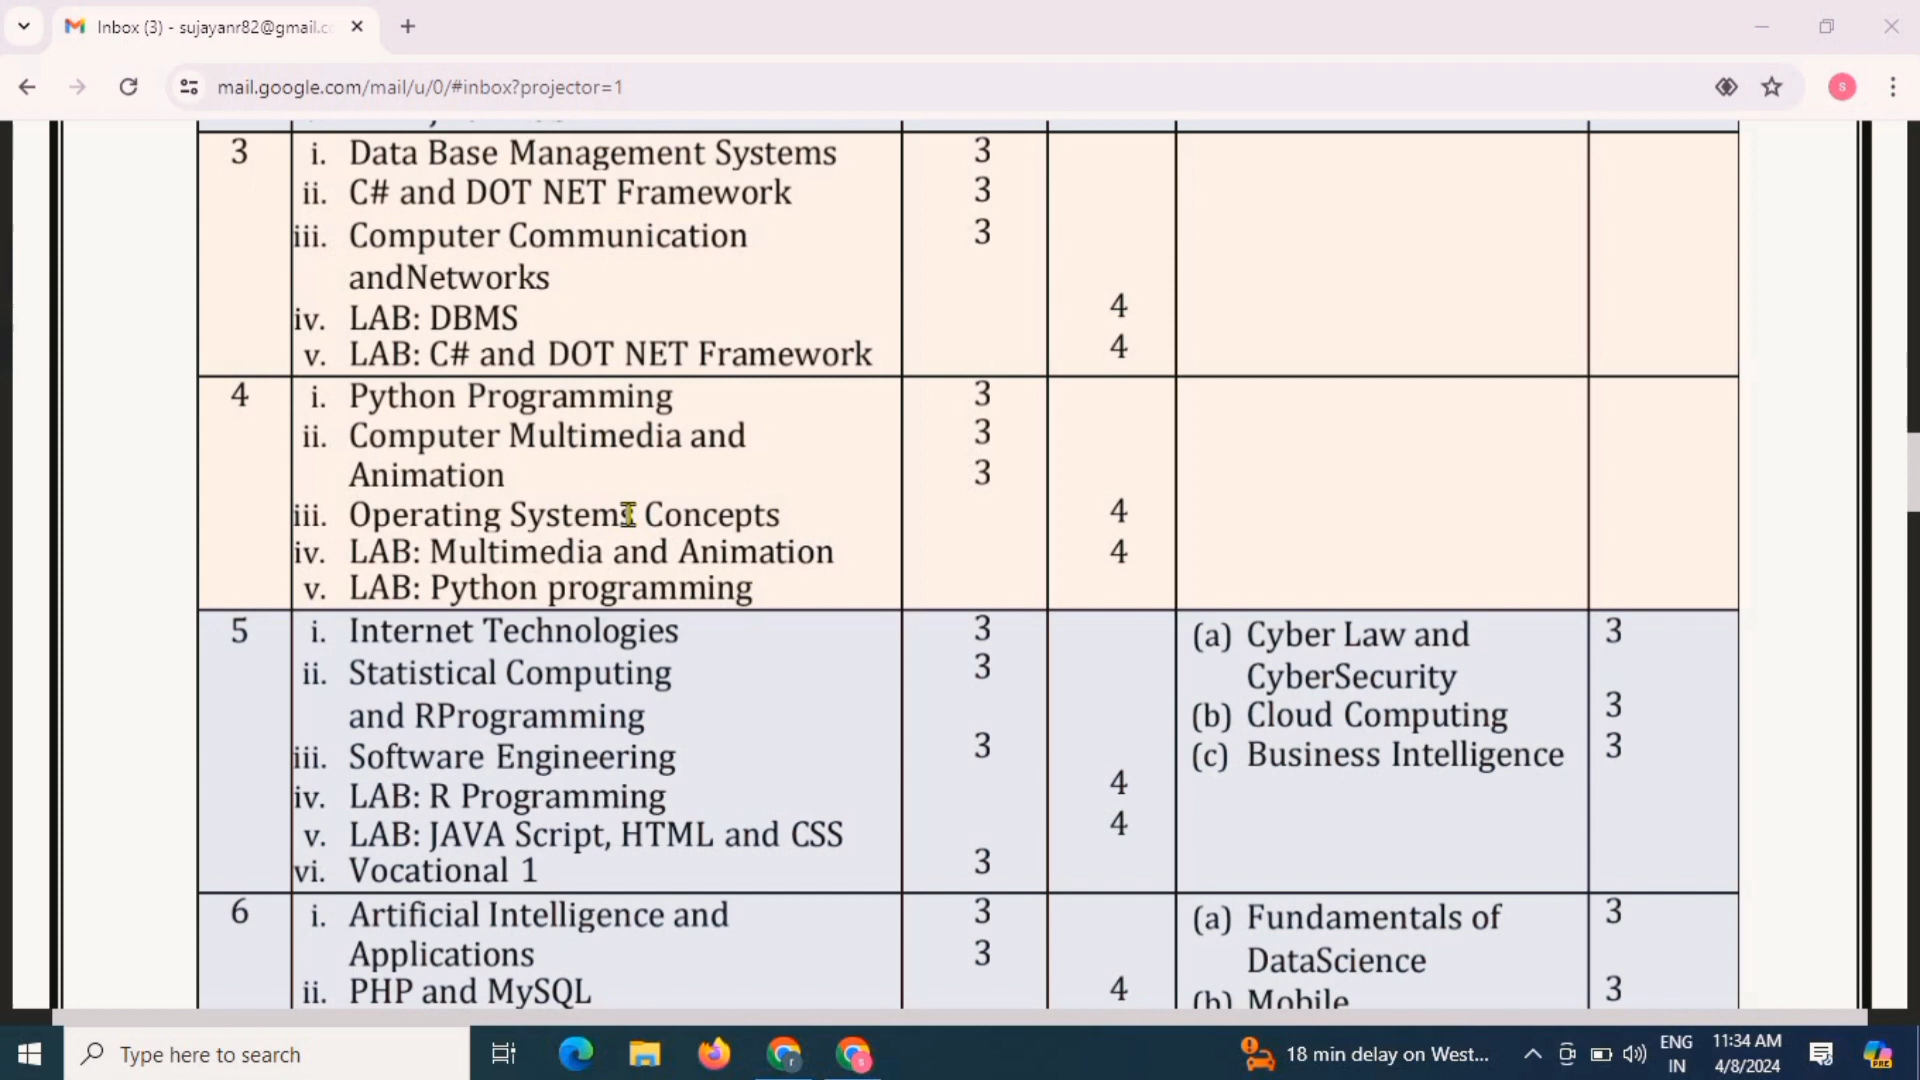 Inbox (3) - sujayanr82@gmail.c
mail.google.com/mail/u/0/#inbox?projector=1
s
3 i. Data Base Management Systems 3
ii. C# and DOT NET Framework 3
iii. Computer Communication 3
andNetworks
iv. LAB: DBMS 4
v. LAB: C# and DOT NET Framework 4
4 i. Python Programming 3
ii. Computer Multimedia and 3
Animation 3
iii. Operating Systems Concepts 4
iv. LAB: Multimedia and Animation 4
v. LAB: Python programming
5 i. Internet Technologies 3 (a) Cyber Law and 3
ii. Statistical Computing 3 CyberSecurity
and RProgramming (b) Cloud Computing 3
iii. Software Engineering 3 (c) Business Intelligence 3
iv. LAB: R Programming 4
v. LAB: JAVA Script, HTML and CSS 4
vi. Vocational 1 3
6 i. Artificial Intelligence and 3 (a) Fundamentals of 3
Applications 3 DataScience
ii. PHP and MySQL 4 (b) Mobile 3
Type here to search
18 min delay on West...
ENG
IN
11:34 AM
4/8/2024
PRE